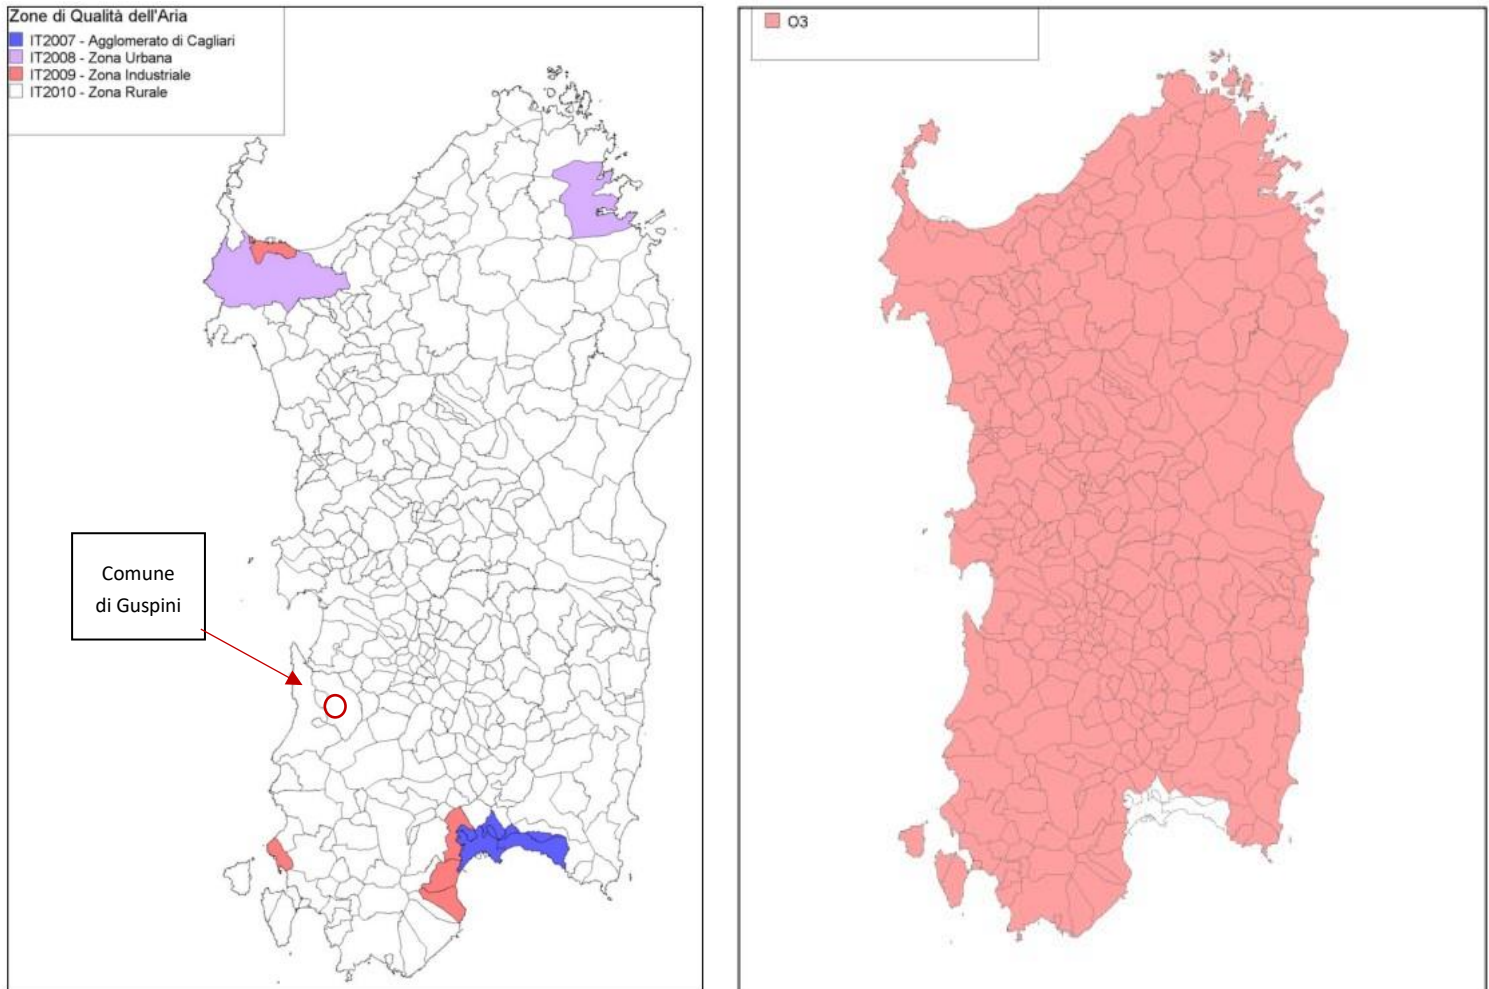 Zone di Qualità dell'Aria
IT2007 - Agglomerato di Cagliari
IT2008 - Zona Urbana
IT2009 - Zona Industriale
IT2010 - Zona Rurale
Comune
di Guspini
O3